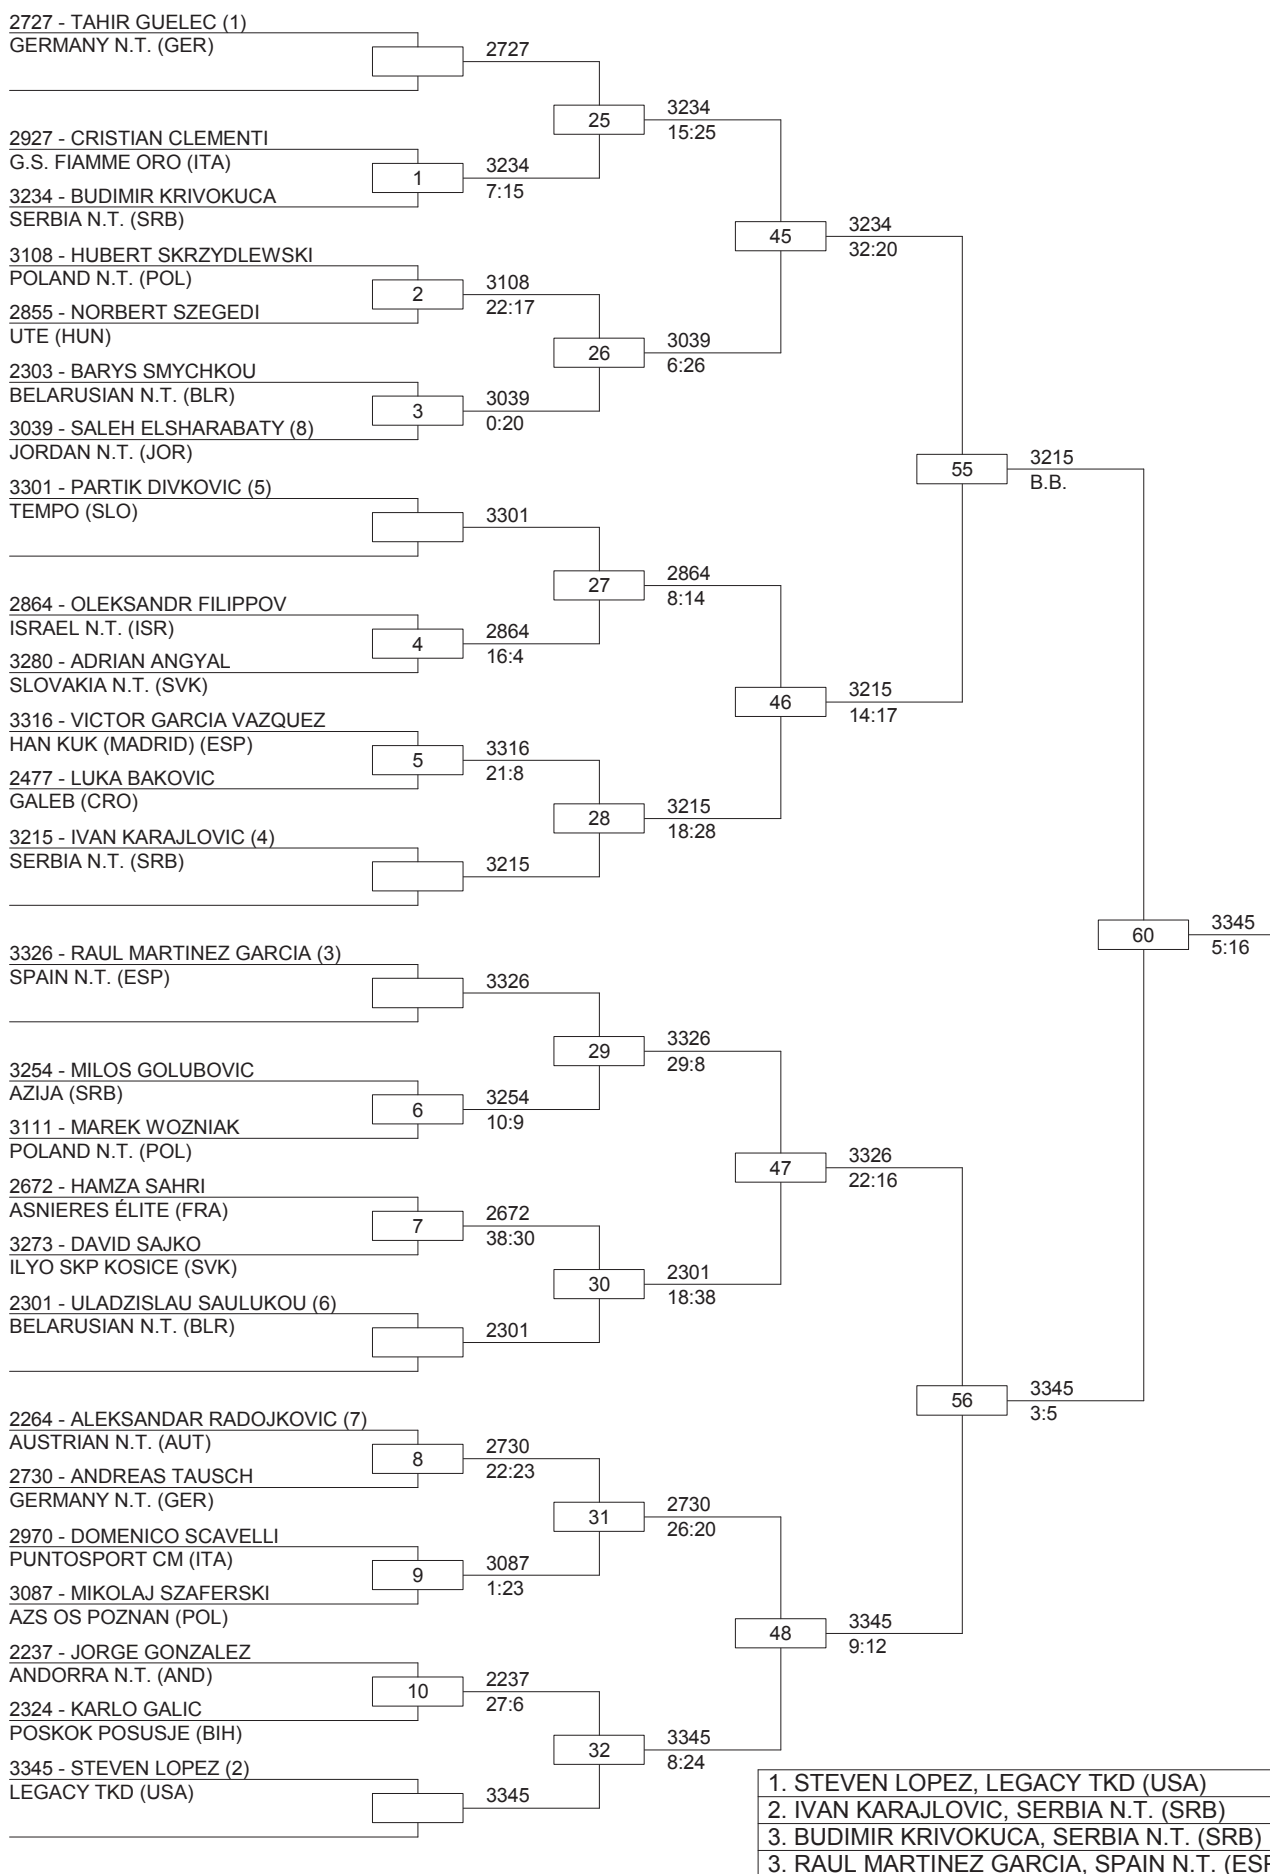 2727 - TAHIR GUELEC (1)
GERMANY N.T. (GER)
2727
25
3234
15:25
2927 - CRISTIAN CLEMENTI
G.S. FIAMME ORO (ITA)
1
3234
7:15
3234 - BUDIMIR KRIVOKUCA
SERBIA N.T. (SRB)
45
3234
32:20
3108 - HUBERT SKRZYDLEWSKI
POLAND N.T. (POL)
2
3108
22:17
2855 - NORBERT SZEGEDI
UTE (HUN)
26
3039
6:26
2303 - BARYS SMYCHKOU
BELARUSIAN N.T. (BLR)
3
3039
0:20
3039 - SALEH ELSHARABATY (8)
JORDAN N.T. (JOR)
55
3215
B.B.
3301 - PARTIK DIVKOVIC (5)
TEMPO (SLO)
3301
27
2864
8:14
2864 - OLEKSANDR FILIPPOV
ISRAEL N.T. (ISR)
4
2864
16:4
3280 - ADRIAN ANGYAL
SLOVAKIA N.T. (SVK)
46
3215
14:17
3316 - VICTOR GARCIA VAZQUEZ
HAN KUK (MADRID) (ESP)
5
3316
21:8
2477 - LUKA BAKOVIC
GALEB (CRO)
28
3215
18:28
3215 - IVAN KARAJLOVIC (4)
SERBIA N.T. (SRB)
3215
60
3345
5:16
3326 - RAUL MARTINEZ GARCIA (3)
SPAIN N.T. (ESP)
3326
29
3326
29:8
3254 - MILOS GOLUBOVIC
AZIJA (SRB)
6
3254
10:9
3111 - MAREK WOZNIAK
POLAND N.T. (POL)
47
3326
22:16
2672 - HAMZA SAHRI
ASNIERES ÉLITE (FRA)
7
2672
38:30
3273 - DAVID SAJKO
ILYO SKP KOSICE (SVK)
30
2301
18:38
2301 - ULADZISLAU SAULUKOU (6)
BELARUSIAN N.T. (BLR)
2301
56
3345
3:5
2264 - ALEKSANDAR RADOJKOVIC (7)
AUSTRIAN N.T. (AUT)
8
2730
22:23
2730 - ANDREAS TAUSCH
GERMANY N.T. (GER)
31
2730
26:20
2970 - DOMENICO SCAVELLI
PUNTOSPORT CM (ITA)
9
3087
1:23
3087 - MIKOLAJ SZAFERSKI
AZS OS POZNAN (POL)
48
3345
9:12
2237 - JORGE GONZALEZ
ANDORRA N.T. (AND)
10
2237
27:6
2324 - KARLO GALIC
POSKOK POSUSJE (BIH)
32
3345
8:24
3345 - STEVEN LOPEZ (2)
LEGACY TKD (USA)
3345
1. STEVEN LOPEZ, LEGACY TKD (USA)
2. IVAN KARAJLOVIC, SERBIA N.T. (SRB)
3. BUDIMIR KRIVOKUCA, SERBIA N.T. (SRB)
3. RAUL MARTINEZ GARCIA, SPAIN N.T. (ESP